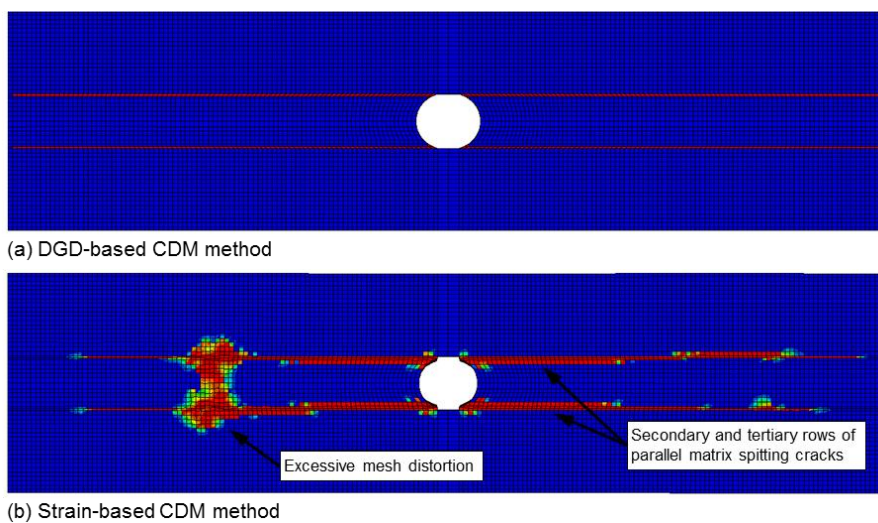 (a) DGD-based CDM method
Excessive mesh distortion
Secondary and tertiary rows of
parallel matrix spitting cracks
(b) Strain-based CDM method